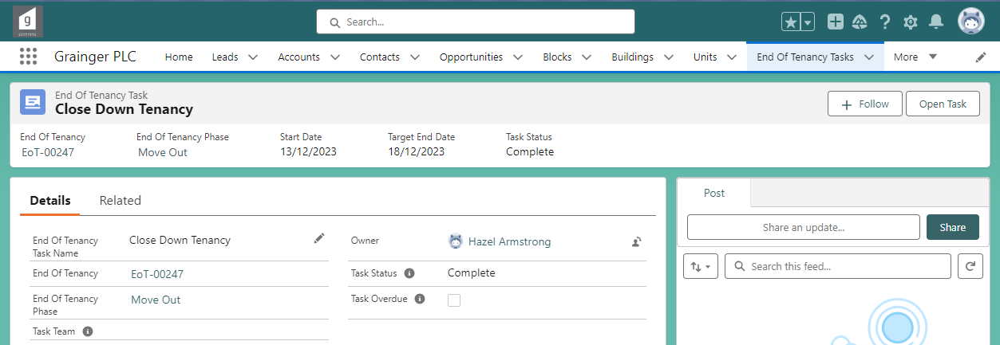 g
Search...
Grainger PLC Home Leads Accounts Contacts Opportunities Blocks Buildings Units End Of Tenancy Tasks More
End Of Tenancy Task
Close Down Tenancy
+ Follow Open Task
End Of Tenancy End Of Tenancy Phase Start Date Target End Date Task Status
EoT-00247 Move Out 13/12/2023 18/12/2023 Complete
Details Related
End Of Tenancy
Task Name
Close Down Tenancy
Owner Hazel Armstrong
End Of Tenancy EoT-00247
Task Status Complete
End Of Tenancy
Phase
Move Out
Task Overdue
Task Team
Post
Share an update...
Share
Search this feed...